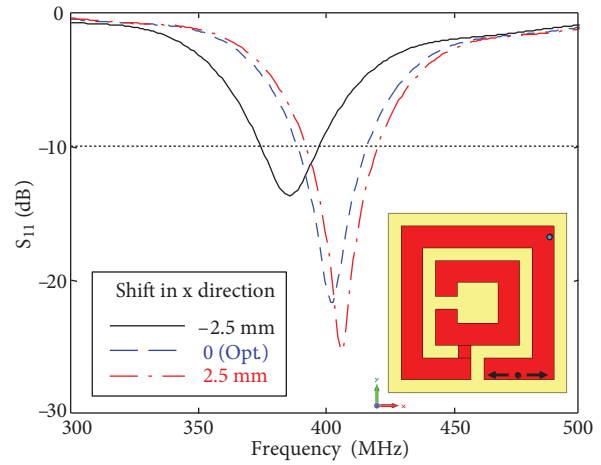 0
−10
−20
−30
S11 (dB)
Shift in x direction
−2.5 mm
0 (Opt.)
2.5 mm
y
x
300
350
400
450
500
Frequency (MHz)